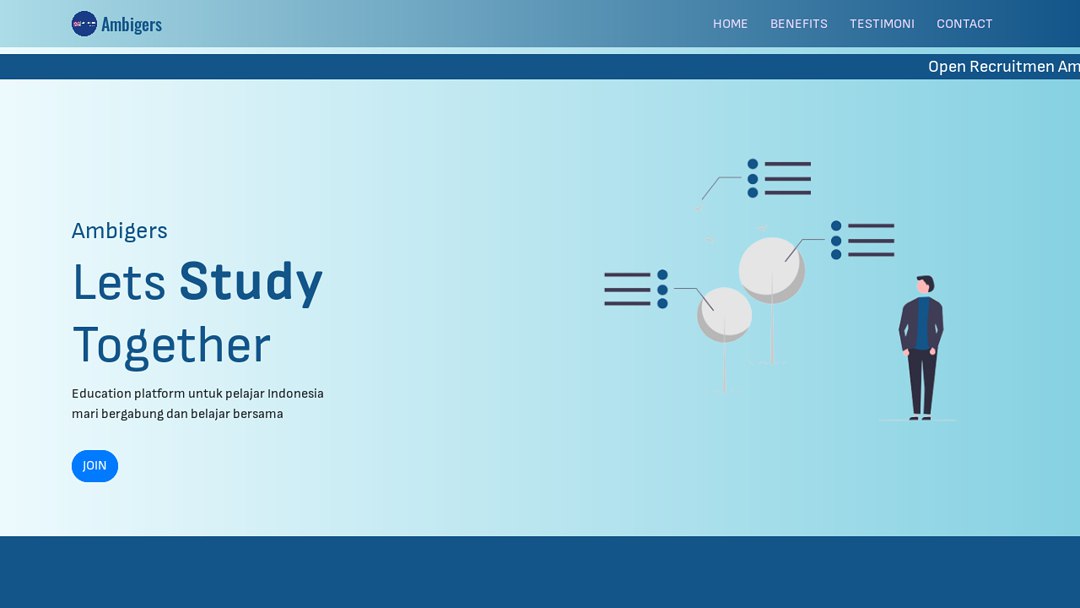 Ambigers
HOME BENEFITS TESTIMONI CONTACT
Open Recruitmen Am
Ambigers
Lets Study
Together
Education platform untuk pelajar Indonesia
mari bergabung dan belajar bersama
JOIN